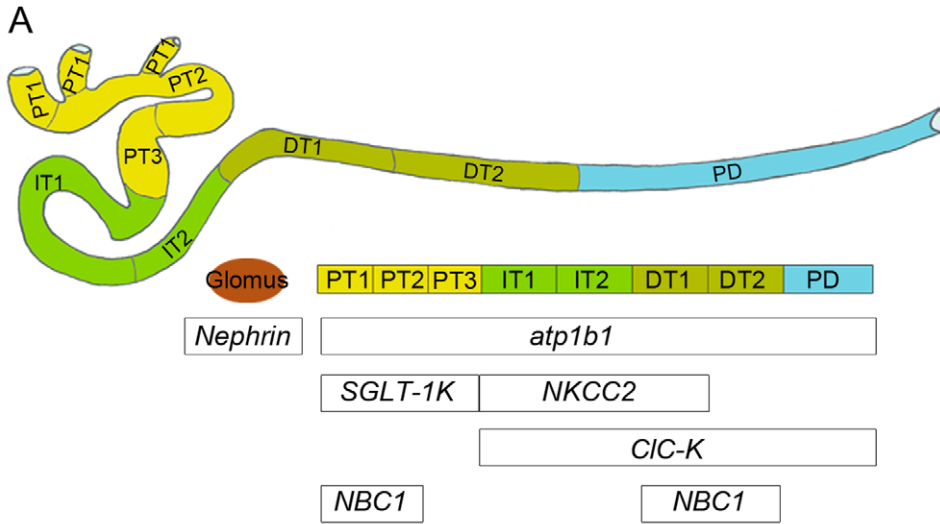 A
PT1
PT1
PT1
PT2
PT3
IT1
IT2
DT1
DT2
PD
Glomus PT1 PT2 PT3 IT1 IT2 DT1 DT2 PD
Nephrin atp1b1
SGLT-1K NKCC2
ClC-K
NBC1 NBC1